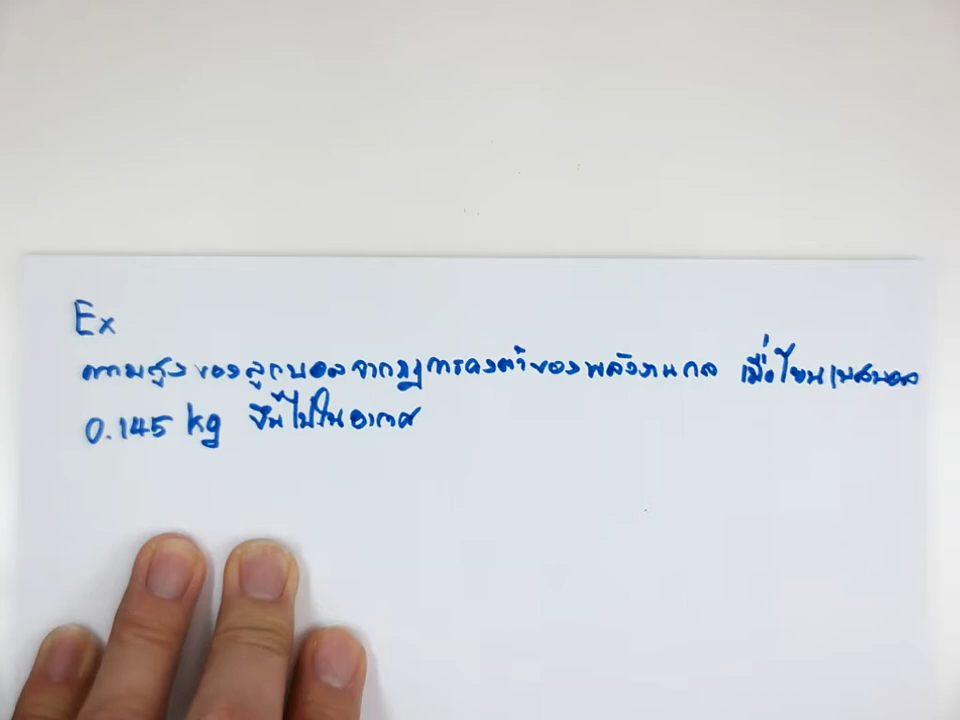 Ex
ความสูงของลูกบอลจากกฎการคงตัวของพลังงานกล เมื่อโยนเบสบอล
0.145 kg ขึ้นไปในอากาศ